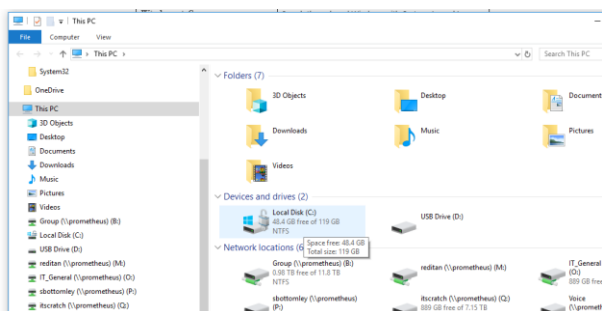 This PC
File
Computer
View
This PC
Search This PC
System32
OneDrive
This PC
3D Objects
Desktop
Documents
Downloads
Music
Pictures
Videos
Group (\\prometheus) (B:)
Local Disk (C:)
USB Drive (D:)
reditan (\\prometheus) (M:)
IT_General (\\prometheus) (O:)
sbottomley (\\prometheus) (P:)
itscratch (\\prometheus) (Q:)
Folders (7)
3D Objects
Desktop
Document
Downloads
Music
Pictures
Videos
Devices and drives (2)
Local Disk (C:)
48.4 GB free of 119 GB
NTFS
USB Drive (D:)
Space free: 48.4 GB
Total size: 119 GB
Network locations (6
Group (\\prometheus) (B:)
0.98 TB free of 11.8 TB
NTFS
reditan (\\prometheus) (M:)
IT_General
(O:)
889 GB free
sbottomley (\\prometheus)
(P:)
itscratch (\\prometheus) (Q:)
889 GB free of 7.15 TB
Voice
(\\prometh